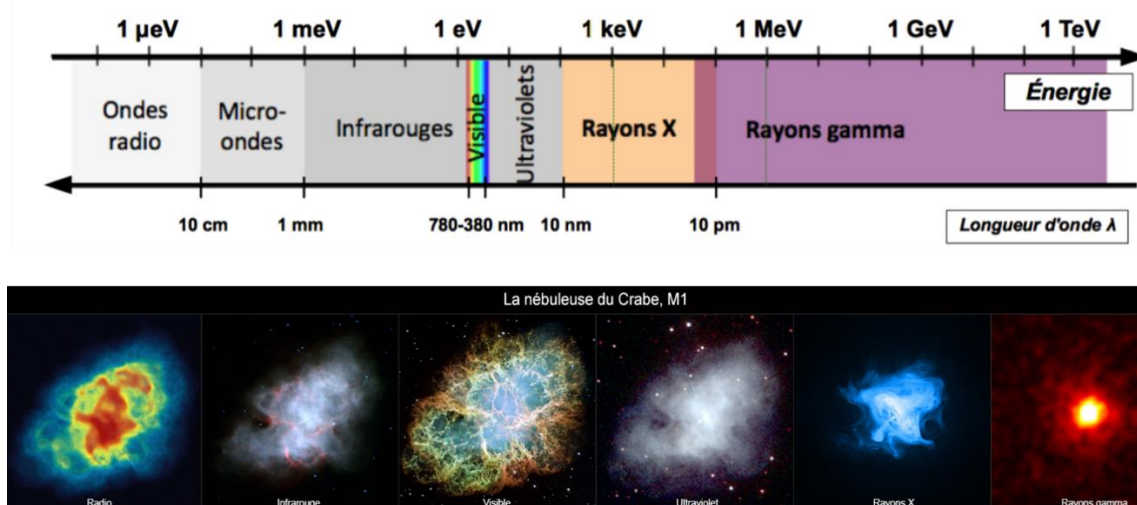 1 µeV 1 meV 1 eV 1 keV 1 MeV 1 GeV 1 TeV
Énergie
Ondes
radio
Micro-
ondes
Infrarouges
Visible
Ultraviolets
Rayons X
Rayons gamma
10 cm 1 mm 780-380 nm 10 nm 10 pm
Longueur d'onde λ
La nébuleuse du Crabe, M1
Radio Infrarouge Visible Ultraviolet Rayons X Rayons gamma